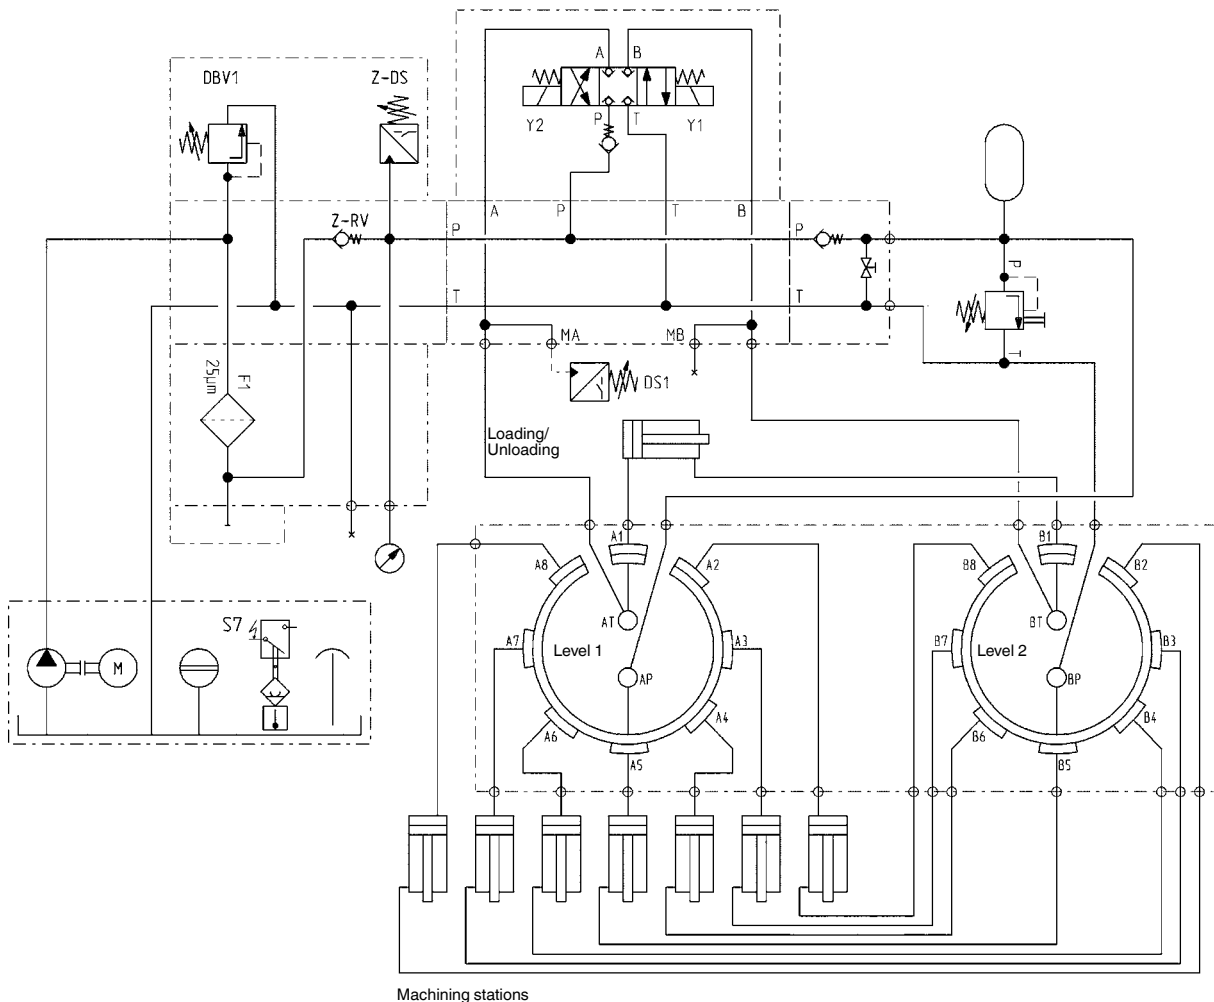 A B
DBV1 Z-DS
P T
Y2 Y1
A P T B
Z-RV
P P P
T T T
MA MB
DS1
25µm F1
Loading/
Unloading
A1 B1
A8 A2 B8 B2
S7
AT BT
A7 A3 B7 B3
Level 1 Level 2
M
AP BP
A6 A4 B6 B4
A5 B5
Machining stations